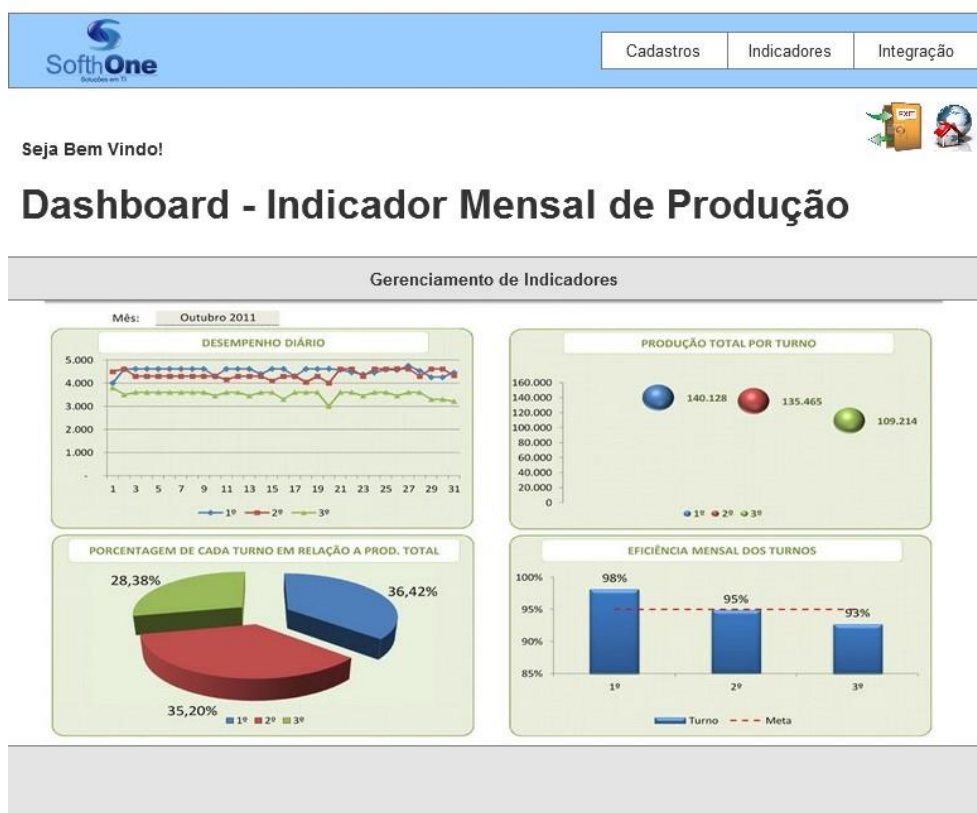 SofthOne
Soluções em TI
Cadastros
Indicadores
Integração
EXIT
Seja Bem Vindo!
Dashboard - Indicador Mensal de Produção
Gerenciamento de Indicadores
Mês: Outubro 2011
DESEMPENHO DIÁRIO
5.000
4.000
3.000
2.000
1.000
-
1 3 5 7 9 11 13 15 17 19 21 23 25 27 29 31
1º 2º 3º
PRODUÇÃO TOTAL POR TURNO
160.000
140.000
120.000
100.000
80.000
60.000
40.000
20.000
0
140.128
135.465
109.214
1º 2º 3º
PORCENTAGEM DE CADA TURNO EM RELAÇÃO A PROD. TOTAL
28,38%
36,42%
35,20%
1º 2º 3º
EFICIÊNCIA MENSAL DOS TURNOS
100%
95%
90%
85%
98%
95%
93%
1º 2º 3º
Turno Meta